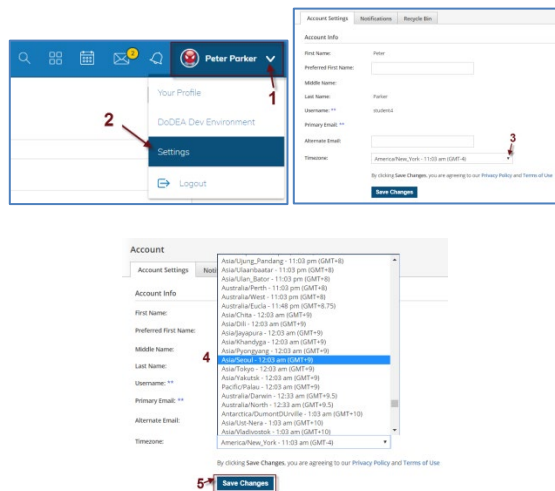 2
Peter Parker
1
Your Profile
DoDEA Dev Environment
2
Settings
Logout
Account Settings
Notifications
Recycle Bin
Account Info
First Name: Peter
Preferred First Name:
Middle Name:
Last Name: Parker
Username: ** student4
Primary Email: **
Alternate Email:
3
Timezone: America/New_York - 11:03 am (GMT-4)
By clicking Save Changes, you are agreeing to our Privacy Policy and Terms of Use
Save Changes
Account
Account Settings
Noti
Account Info
First Name:
Preferred First Name:
Middle Name:
Last Name:
Username: **
Primary Email: **
Alternate Email:
Timezone:
4
Asia/Ujung_Pandang - 11:03 pm (GMT+8)
Asia/Ulaanbaatar - 11:03 pm (GMT+8)
Asia/Ulan_Bator - 11:03 pm (GMT+8)
Australia/Perth - 11:03 pm (GMT+8)
Australia/West - 11:03 pm (GMT+8)
Australia/Eucla - 11:48 pm (GMT+8.75)
Asia/Chita - 12:03 am (GMT+9)
Asia/Dili - 12:03 am (GMT+9)
Asia/Jayapura - 12:03 am (GMT+9)
Asia/Khandyga - 12:03 am (GMT+9)
Asia/Pyongyang - 12:03 am (GMT+9)
Asia/Seoul - 12:03 am (GMT+9)
Asia/Tokyo - 12:03 am (GMT+9)
Asia/Yakutsk - 12:03 am (GMT+9)
Pacific/Palau - 12:03 am (GMT+9)
Australia/Darwin - 12:33 am (GMT+9.5)
Australia/North - 12:33 am (GMT+9.5)
Antarctica/DumontDUrville - 1:03 am (GMT+10)
Asia/Ust-Nera - 1:03 am (GMT+10)
Asia/Vladivostok - 1:03 am (GMT+10)
America/New_York - 11:03 am (GMT-4)
By clicking Save Changes, you are agreeing to our Privacy Policy and Terms of Use
5
Save Changes